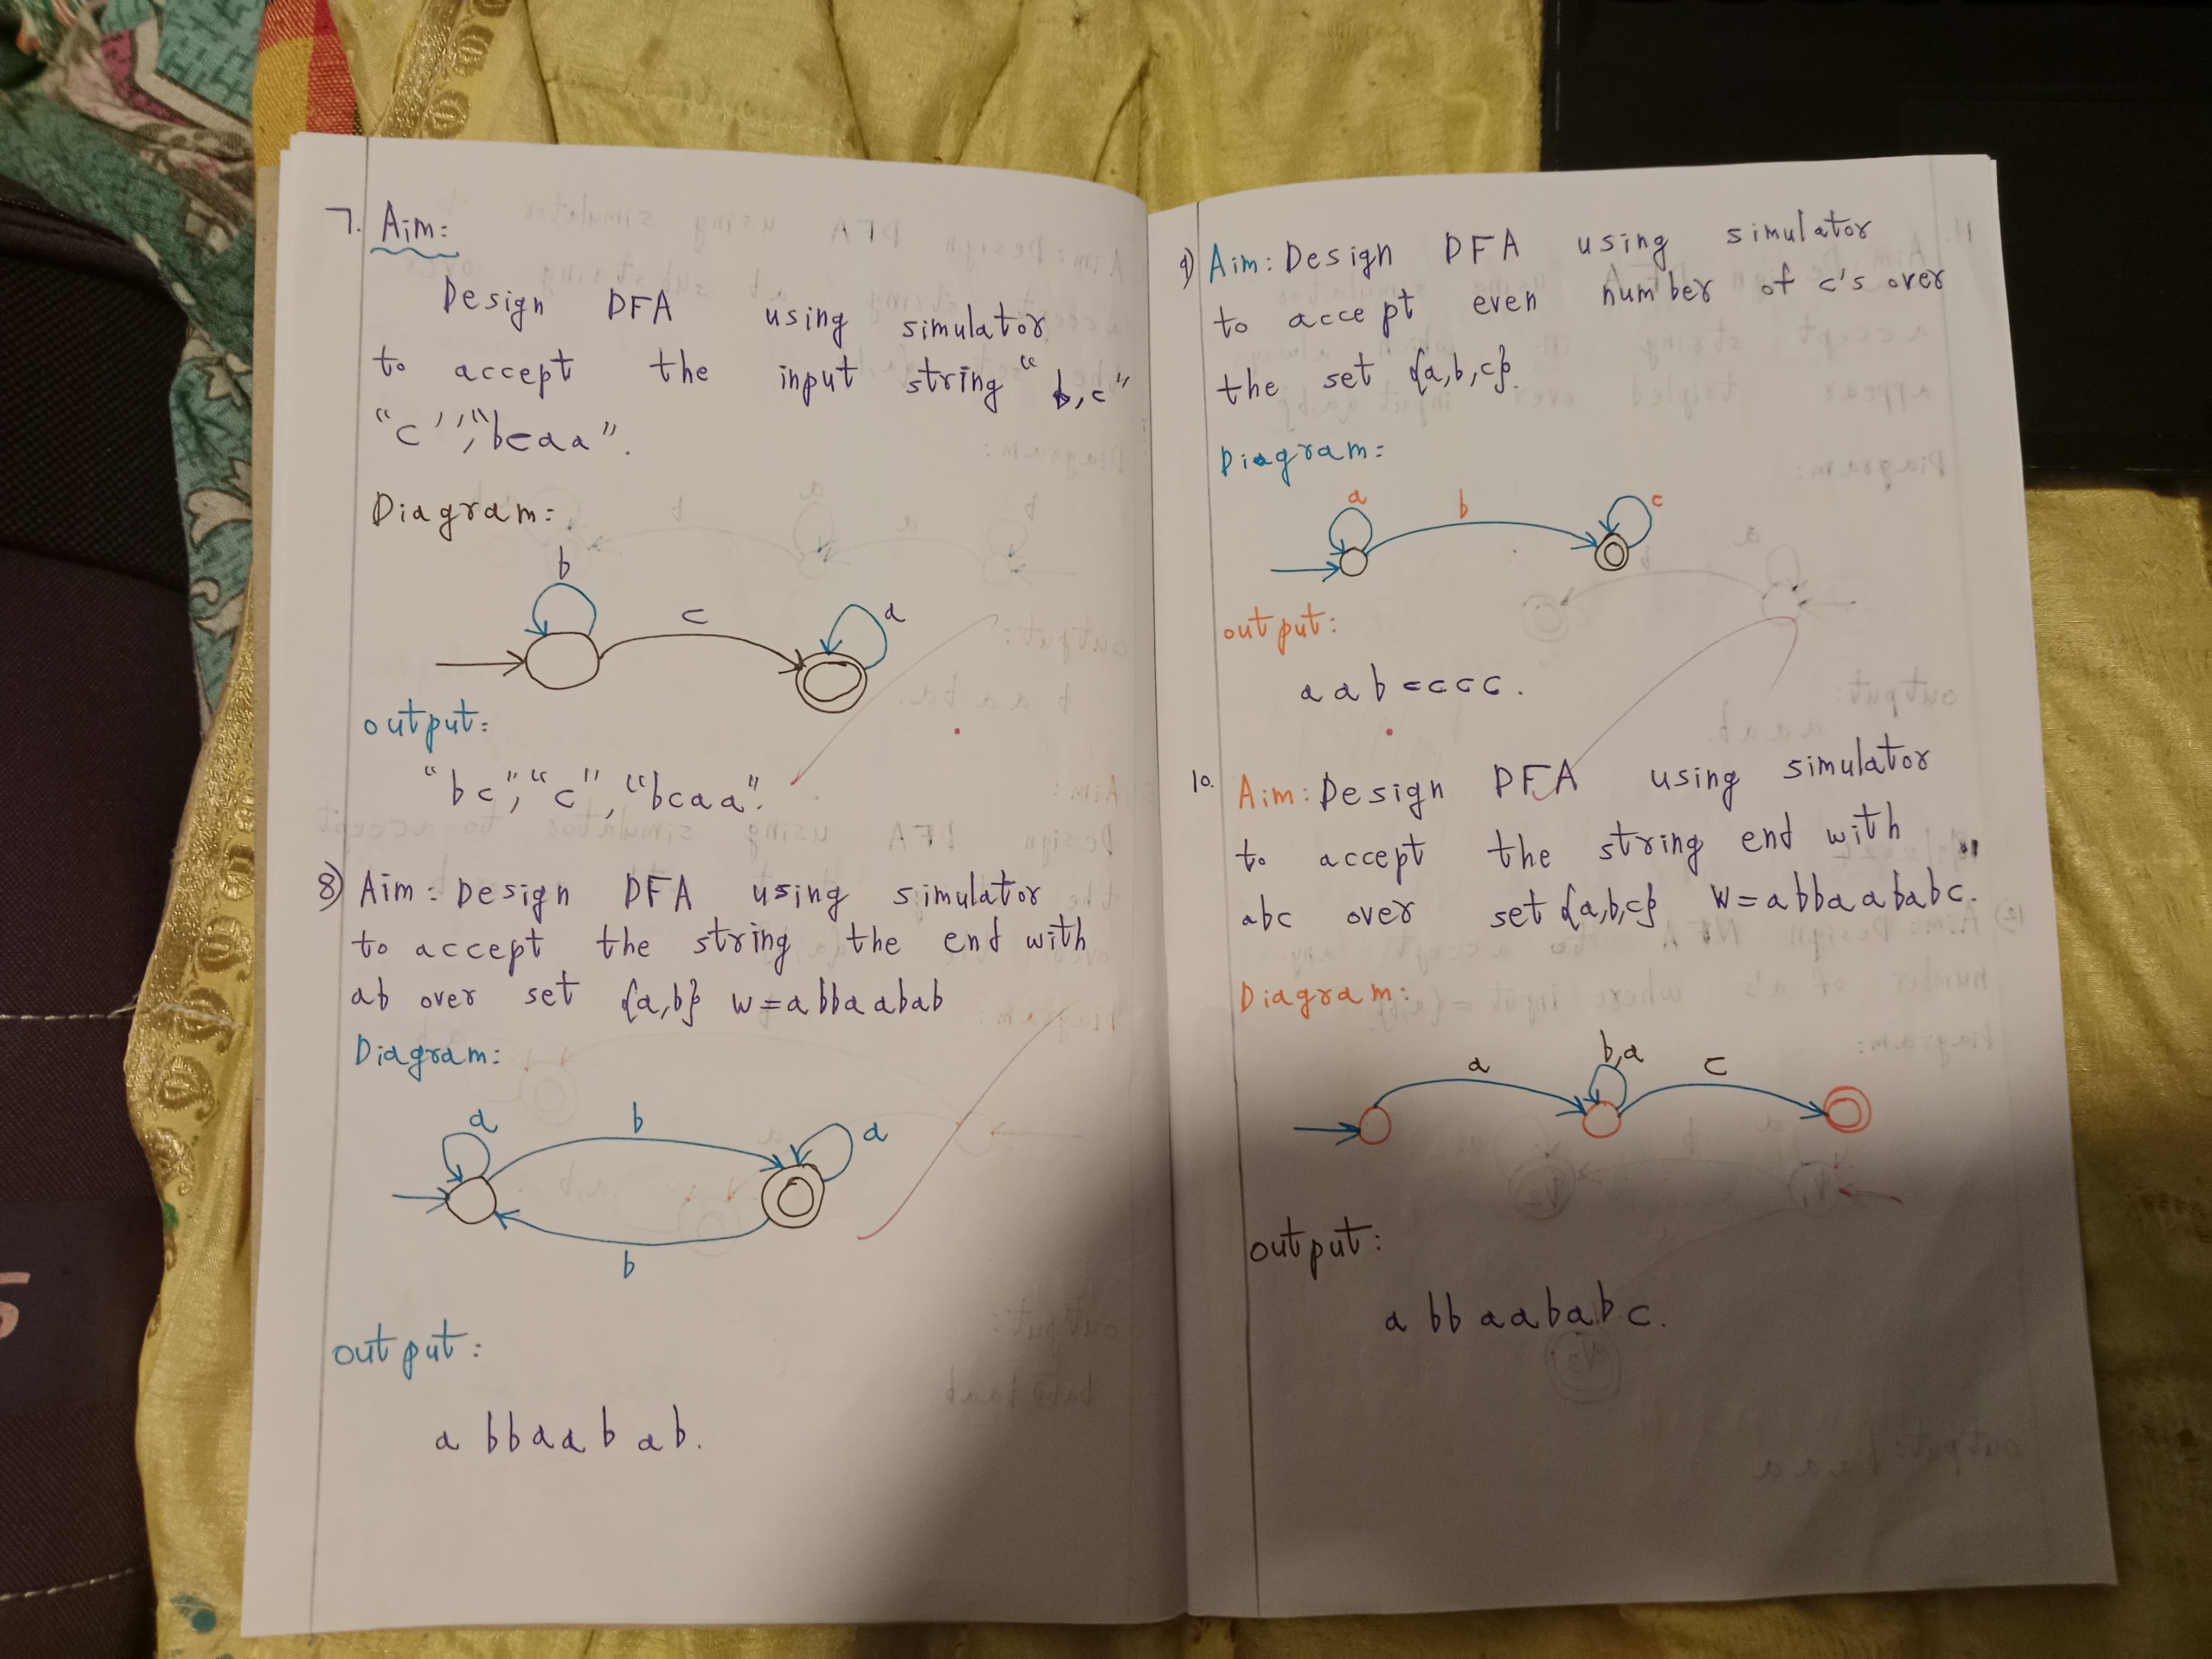 7. Aim:
Design DFA using simulator
to accept the input string "b,c"
"c","bcaa".
Diagram:
b
c
a
output:
"bc","c","bcaa".
8) Aim: Design DFA using simulator
to accept the string the end with
ab over set {a,b} w=abbaabab
Diagram:
a b a
b
output:
abbaabab.
9) Aim: Design DFA using simulator
to accept even number of c's over
the set {a,b,c}.
Diagram:
a b c
output:
aabcccc.
10. Aim: Design DFA using simulator
to accept the string end with
abc over set {a,b,c} W=abbaababc.
Diagram:
a b,a c
output:
abbaababc.